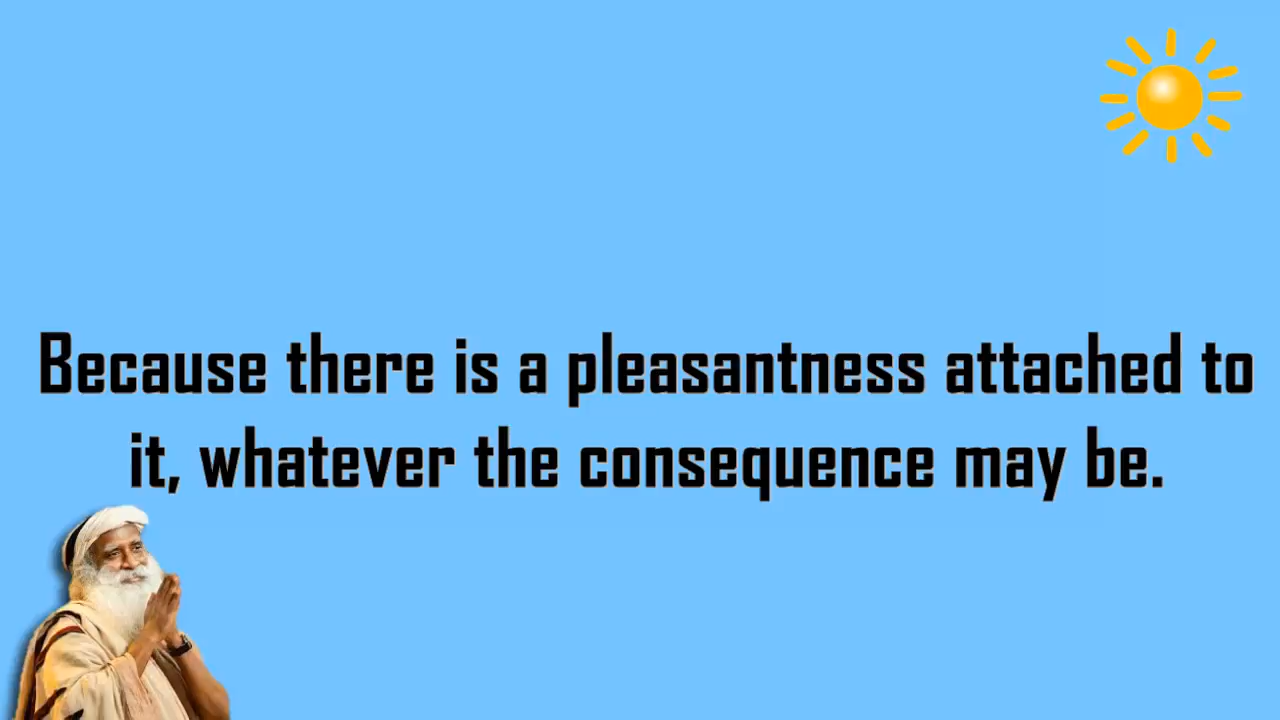 Because there is a pleasantness attached to
it, whatever the consequence may be.